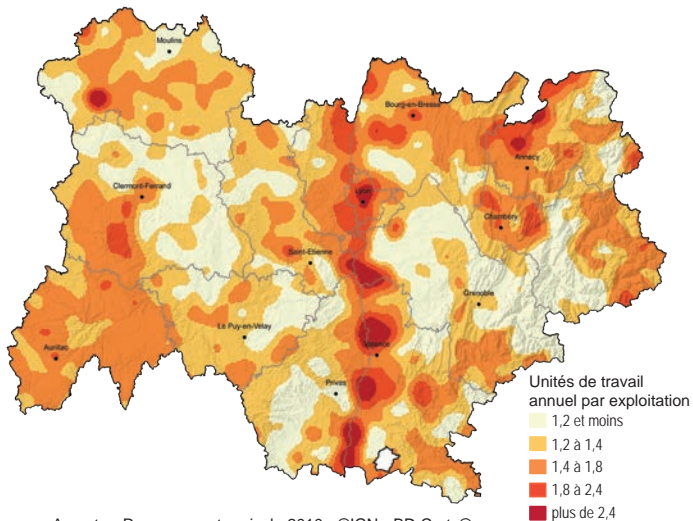 Moulins
Bourg-en-Bresse
Annecy
Clermont-Ferrand
Lyon
Chambéry
Saint-Etienne
Grenoble
Le Puy-en-Velay
Aurillac
Valence
Privas
Unités de travail
annuel par exploitation
1,2 et moins
1,2 à 1,4
1,4 à 1,8
1,8 à 2,4
plus de 2,4